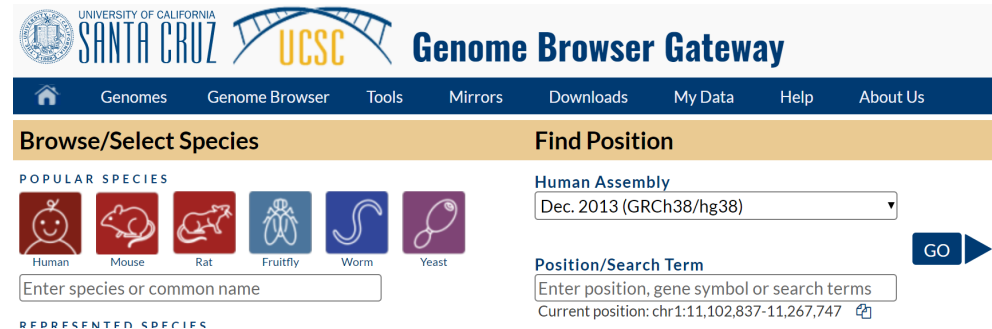 UNIVERSITY OF CALIFORNIA
SANTA CRUZ
UCSC
Genome Browser Gateway
Genomes Genome Browser Tools Mirrors Downloads My Data Help About Us
Browse/Select Species
POPULAR SPECIES
Human Mouse Rat Fruitfly Worm Yeast
Enter species or common name
REPRESENTED SPECIES
Find Position
Human Assembly
Dec. 2013 (GRCh38/hg38)
Position/Search Term
Enter position, gene symbol or search terms
Current position: chr1:11,102,837-11,267,747
GO